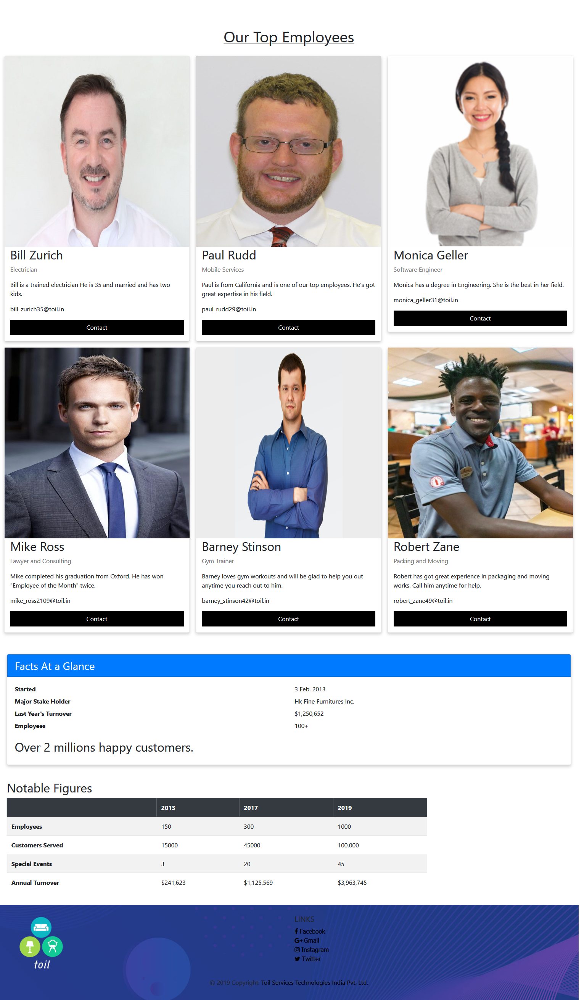 Our Top Employees
Bill Zurich
Electrician
Bill is a trained electrician He is 35 and married and has two
kids.
bill_zurich35@toil.in
Contact
Paul Rudd
Mobile Services
Paul is from California and is one of our top employees. He's got
great expertise in his field.
paul_rudd29@toil.in
Contact
Monica Geller
Software Engineer
Monica has a degree in Engineering. She is the best in her field.
monica_geller31@toil.in
Contact
Mike Ross
Lawyer and Consulting
Mike completed his graduation from Oxford. He has won
"Employee of the Month" twice.
mike_ross2109@toil.in
Contact
Barney Stinson
Gym Trainer
Barney loves gym workouts and will be glad to help you out
anytime you reach out to him.
barney_stinson42@toil.in
Contact
Robert Zane
Packing and Moving
Robert has got great experience in packaging and moving
works. Call him anytime for help.
robert_zane49@toil.in
Contact
Facts At a Glance
Started 3 Feb. 2013
Major Stake Holder Hk Fine Furnitures Inc.
Last Year's Turnover $1,250,652
Employees 100+
Over 2 millions happy customers.
Notable Figures
2013 2017 2019
Employees 150 300 1000
Customers Served 15000 45000 100,000
Special Events 3 20 45
Annual Turnover $241,623 $1,125,569 $3,963,745
toil
LINKS
Facebook
Gmail
Instagram
Twitter
© 2019 Copyright: Toil Services Technologies India Pvt. Ltd.